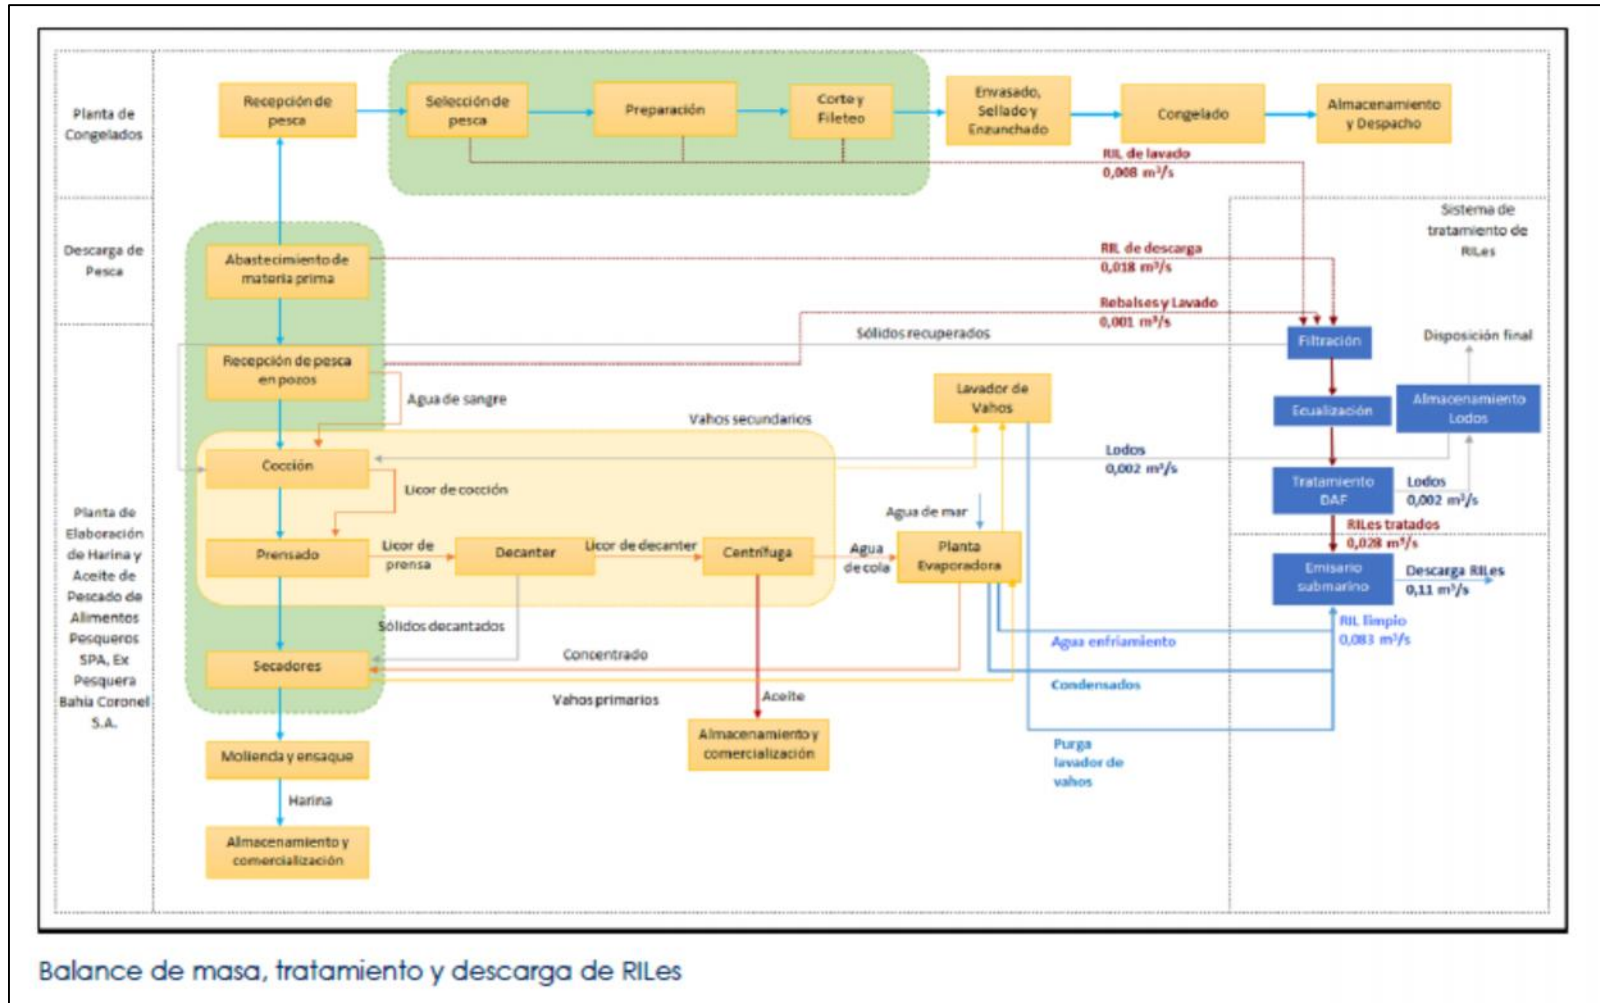 Planta de
Congelados
Recepción de
pesca
Selección de
pesca
Preparación
Corte y
Fileteo
Envasado,
Sellado y
Enzunchado
Congelado
Almacenamiento
y Despacho
RIL de lavado
0,008 m³/s
Descarga de
Pesca
Abastecimiento de
materia prima
RIL de descarga
0,018 m³/s
Sistema de
tratamiento de
RILes
Rebalses y Lavado
0,001 m³/s
Sólidos recuperados
Filtración
Disposición final
Recepción de pesca
en pozos
Agua de sangre
Lavador de
Vahos
Ecualización
Almacenamiento
Lodos
Vahos secundarios
Cocción
Licor de cocción
Lodos
0,002 m³/s
Tratamiento
DAF
Lodos
0,002 m³/s
Planta de
Elaboración
de Harina y
Aceite de
Pescado de
Alimentos
Pesqueros
SPA, Ex
Pesquera
Bahía Coronel
S.A.
Agua de mar
Prensado
Licor de
prensa
Decanter
Licor de decanter
Centrífuga
Agua
de cola
Planta
Evaporadora
RILes tratados
0,028 m³/s
Emisario
submarino
Descarga RILes
0,11 m³/s
RIL limpio
0,083 m³/s
Sólidos decantados
Agua enfriamiento
Secadores
Concentrado
Condensados
Vahos primarios
Aceite
Almacenamiento y
comercialización
Purga
lavador de
vahos
Molienda y ensaque
Harina
Almacenamiento y
comercialización
Balance de masa, tratamiento y descarga de RILes